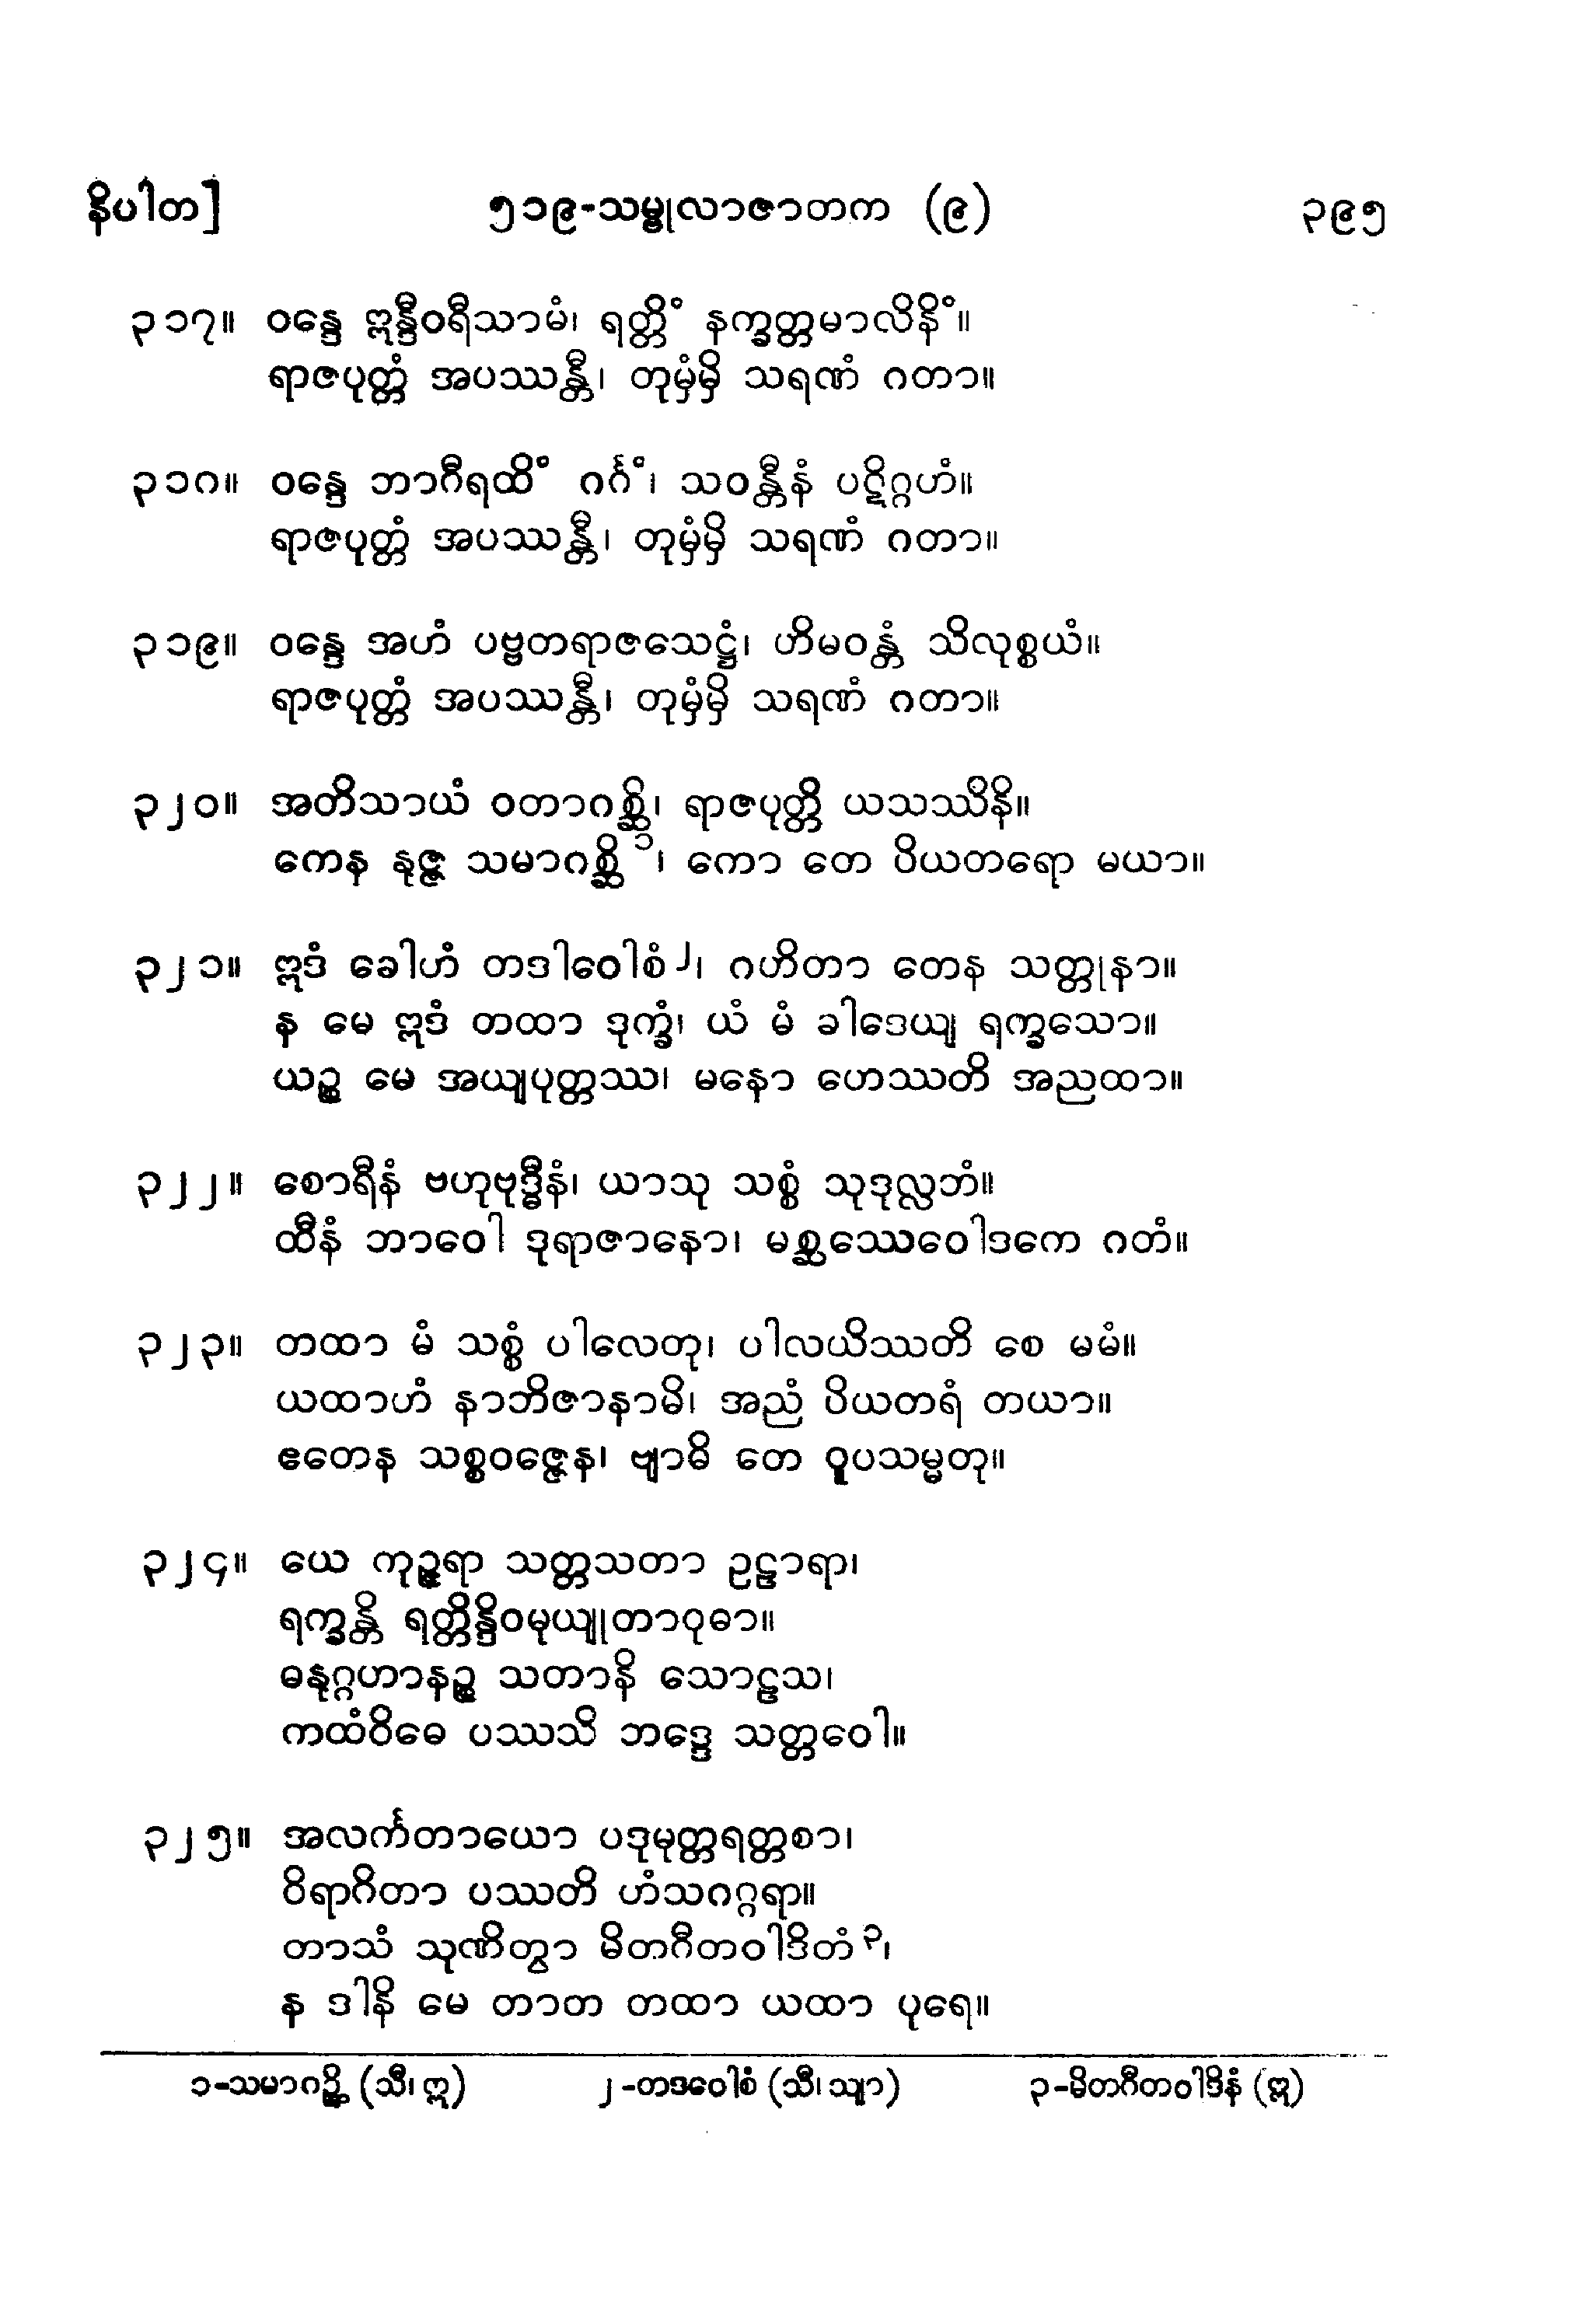 နိပါတ]
၅၁၉-သမ္ဗုလာဇာတက (၉)
၃၉၅
၃၁၇။ ဝန္ဒေ ဣန္ဒီဝရီသာမံ၊ ရတ္တိံ နက္ခတ္တမာလိနိံ။
ရာဇပုတ္တံ အပဿန္တီ၊ တုမှံမှိ သရဏံ ဂတာ။
၃၁၈။ ဝန္ဒေ ဘာဂီရထိံ ဂင်္ဂံ၊ သဝန္တီနံ ပဋိဂ္ဂဟံ။
ရာဇပုတ္တံ အပဿန္တီ၊ တုမှံမှိ သရဏံ ဂတာ။
၃၁၉။ ဝန္ဒေ အဟံ ပဗ္ဗတရာဇသေဋ္ဌံ၊ ဟိမဝန္တံ သိလုစ္စယံ။
ရာဇပုတ္တံ အပဿန္တီ၊ တုမှံမှိ သရဏံ ဂတာ။
၃၂၀။ အတိသာယံ ဝတာဂစ္ဆိ၊ ရာဇပုတ္တိ ယသဿိနိ။
ကေန နုဇ္ဇ သမာဂစ္ဆိ ၁၊ ကော တေ ပိယတရော မယာ။
၃၂၁။ ဣဒံ ခေါဟံ တဒါဝေါစံ ၂၊ ဂဟိတာ တေန သတ္တုနာ။
န မေ ဣဒံ တထာ ဒုက္ခံ၊ ယံ မံ ခါဒေယျ ရက္ခသော။
ယဉ္စ မေ အယျပုတ္တဿ၊ မနော ဟေဿတိ အညထာ။
၃၂၂။ စောရီနံ ဗဟုဗုဒ္ဓီနံ၊ ယာသု သစ္စံ သုဒုလ္လဘံ။
ထီနံ ဘာဝေါ ဒုရာဇာနော၊ မစ္ဆဿေဝေါဒကေ ဂတံ။
၃၂၃။ တထာ မံ သစ္စံ ပါလေတု၊ ပါလယိဿတိ စေ မမံ။
ယထာဟံ နာဘိဇာနာမိ၊ အညံ ပိယတရံ တယာ။
ဧတေန သစ္စဝဇ္ဇေန၊ ဗျာဓိ တေ ဝူပသမ္မတု။
၃၂၄။ ယေ ကုဉ္ဇရာ သတ္တသတာ ဥဠာရာ၊
ရက္ခန္တိ ရတ္တိန္ဒိဝမုယျုတာဝုဓာ။
ဓနုဂ္ဂဟာနဉ္စ သတာနိ သောဠသ၊
ကထံဝိဓေ ပဿသိ ဘဒ္ဒေ သတ္တဝေါ။
၃၂၅။ အလင်္ကတာယော ပဒုမုတ္တရတ္တစာ၊
ဝိရာဂိတာ ပဿတိ ဟံသဂဂ္ဂရာ။
တာသံ သုဏိတွာ မိတဂီတဝါဒိတံ ၃၊
န ဒါနိ မေ တာတ တထာ ယထာ ပုရေ။
၁-သမာဂဉ္ဆိ (သီ၊ ဣ)
၂-တဒဝေါစံ (သီ၊ သျာ)
၃-မိတဂီတဝါဒိနံ (ဣ)